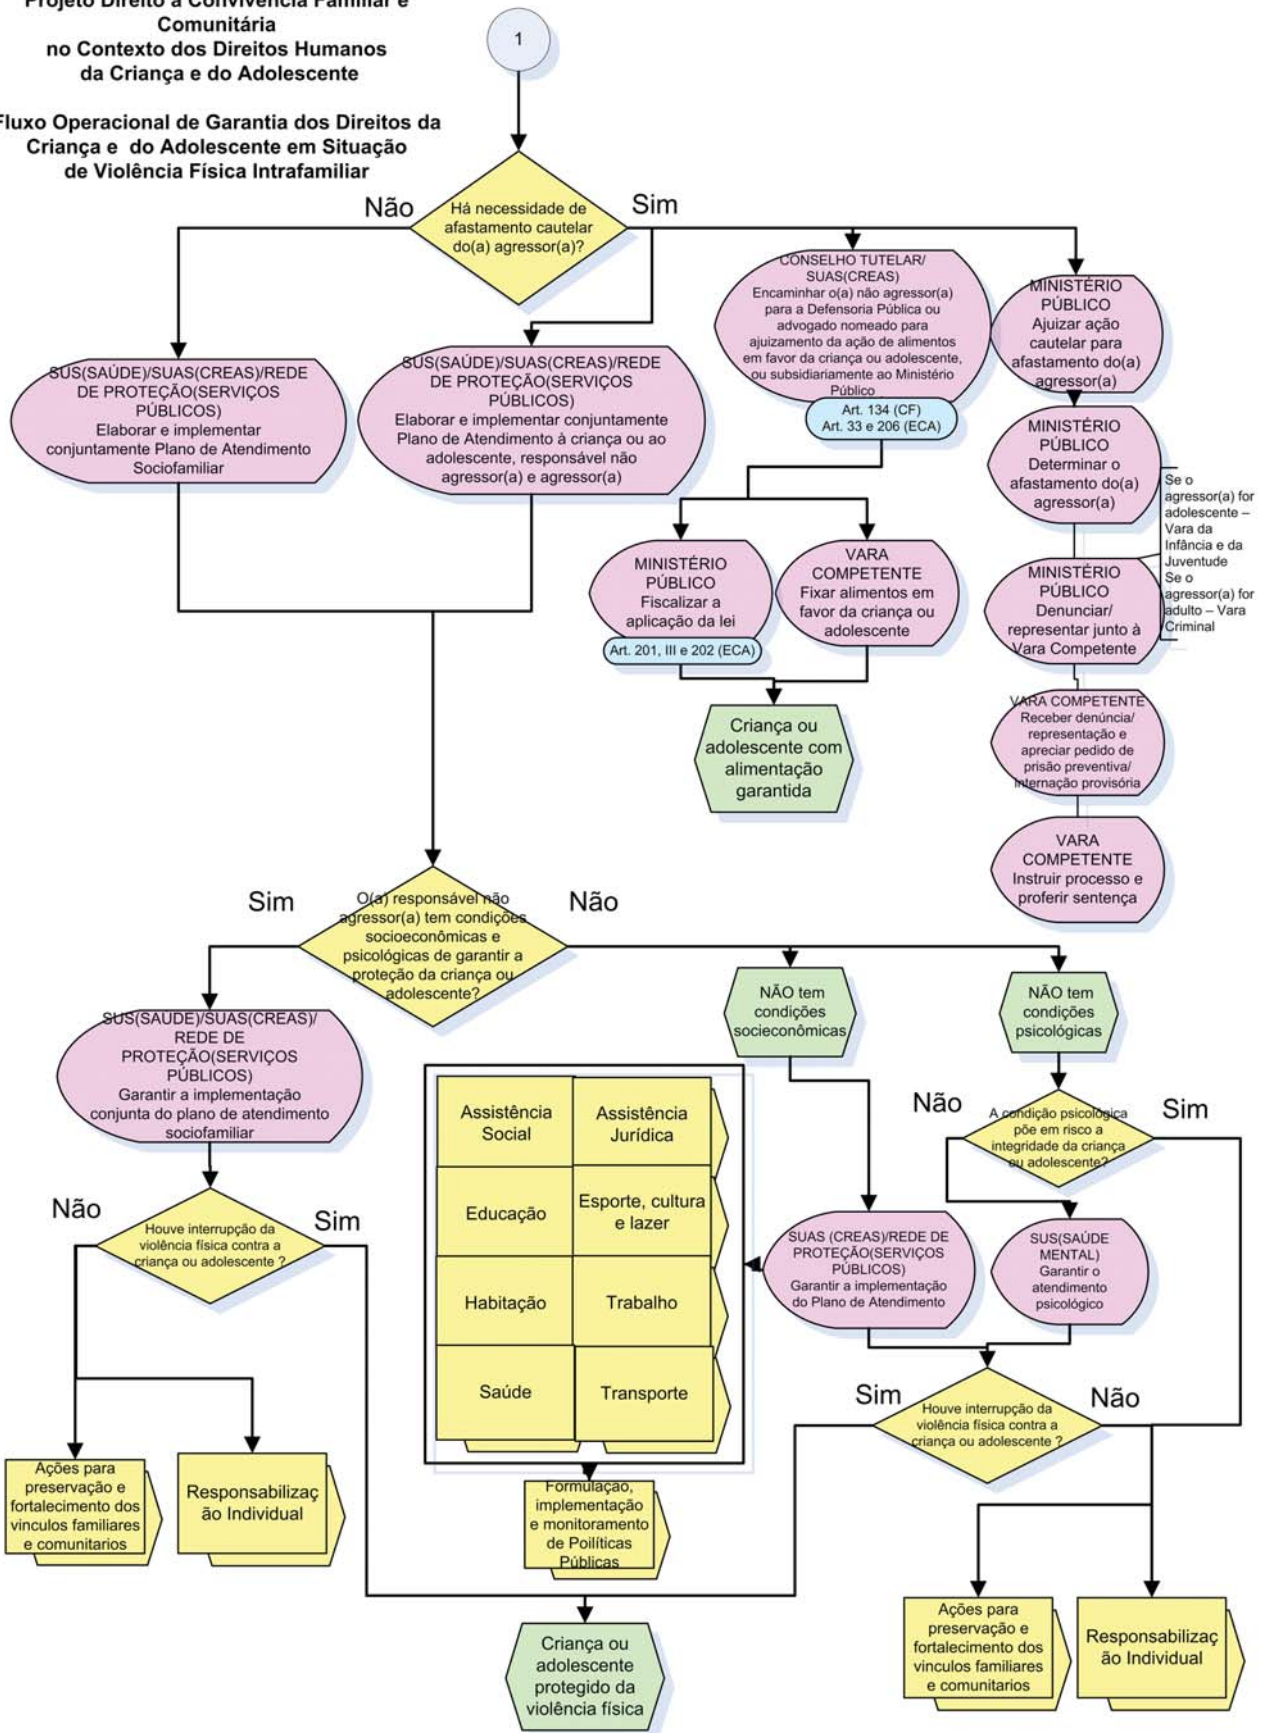 Projeto Direito à Convivência Familiar e
Comunitária
no Contexto dos Direitos Humanos
da Criança e do Adolescente
Fluxo Operacional de Garantia dos Direitos da
Criança e do Adolescente em Situação
de Violência Física Intrafamiliar
1
Não
Há necessidade de
afastamento cautelar
do(a) agressor(a)?
Sim
SUS(SAÚDE)/SUAS(CREAS)/REDE
DE PROTEÇÃO(SERVIÇOS
PÚBLICOS)
Elaborar e implementar
conjuntamente Plano de Atendimento
Sociofamiliar
SUS(SAÚDE)/SUAS(CREAS)/REDE
DE PROTEÇÃO(SERVIÇOS
PÚBLICOS)
Elaborar e implementar conjuntamente
Plano de Atendimento à criança ou ao
adolescente, responsável não
agressor(a) e agressor(a)
CONSELHO TUTELAR/
SUAS(CREAS)
Encaminhar o(a) não agressor(a)
para a Defensoria Pública ou
advogado nomeado para
ajuizamento da ação de alimentos
em favor da criança ou adolescente,
ou subsidiariamente ao Ministério
Público
Art. 134 (CF)
Art. 33 e 206 (ECA)
MINISTÉRIO
PÚBLICO
Ajuizar ação
cautelar para
afastamento do(a)
agressor(a)
MINISTÉRIO
PÚBLICO
Determinar o
afastamento do(a)
agressor(a)
Se o
agressor(a) for
adolescente –
Vara da
Infância e da
Juventude
Se o
agressor(a) for
adulto – Vara
Criminal
MINISTÉRIO
PÚBLICO
Fiscalizar a
aplicação da lei
Art. 201, III e 202 (ECA)
VARA
COMPETENTE
Fixar alimentos em
favor da criança ou
adolescente
MINISTÉRIO
PÚBLICO
Denunciar/
representar junto à
Vara Competente
Criança ou
adolescente com
alimentação
garantida
VARA COMPETENTE
Receber denúncia/
representação e
apreciar pedido de
prisão preventiva/
internação provisória
VARA
COMPETENTE
Instruir processo e
proferir sentença
Sim
O(a) responsável não
agressor(a) tem condições
socioeconômicas e
psicológicas de garantir a
proteção da criança ou
adolescente?
Não
SUS(SAÚDE)/SUAS(CREAS)/
REDE DE
PROTEÇÃO(SERVIÇOS
PÚBLICOS)
Garantir a implementação
conjunta do plano de atendimento
sociofamiliar
NÃO tem
condições
socieconômicas
NÃO tem
condições
psicológicas
Assistência
Social
Assistência
Jurídica
Educação
Esporte, cultura
e lazer
Habitação
Trabalho
Saúde
Transporte
Não
A condição psicológica
põe em risco a
integridade da criança
ou adolescente?
Sim
Não
Houve interrupção da
violência física contra a
criança ou adolescente ?
Sim
SUAS (CREAS)/REDE DE
PROTEÇÃO(SERVIÇOS
PÚBLICOS)
Garantir a implementação
do Plano de Atendimento
SUS(SAÚDE
MENTAL)
Garantir o
atendimento
psicológico
Sim
Houve interrupção da
violência física contra a
criança ou adolescente ?
Não
Ações para
preservação e
fortalecimento dos
vinculos familiares
e comunitarios
Responsabilizaç
ão Individual
Formulação,
implementação
e monitoramento
de Poilíticas
Públicas
Criança ou
adolescente
protegido da
violência física
Ações para
preservação e
fortalecimento dos
vinculos familiares
e comunitarios
Responsabilizaç
ão Individual